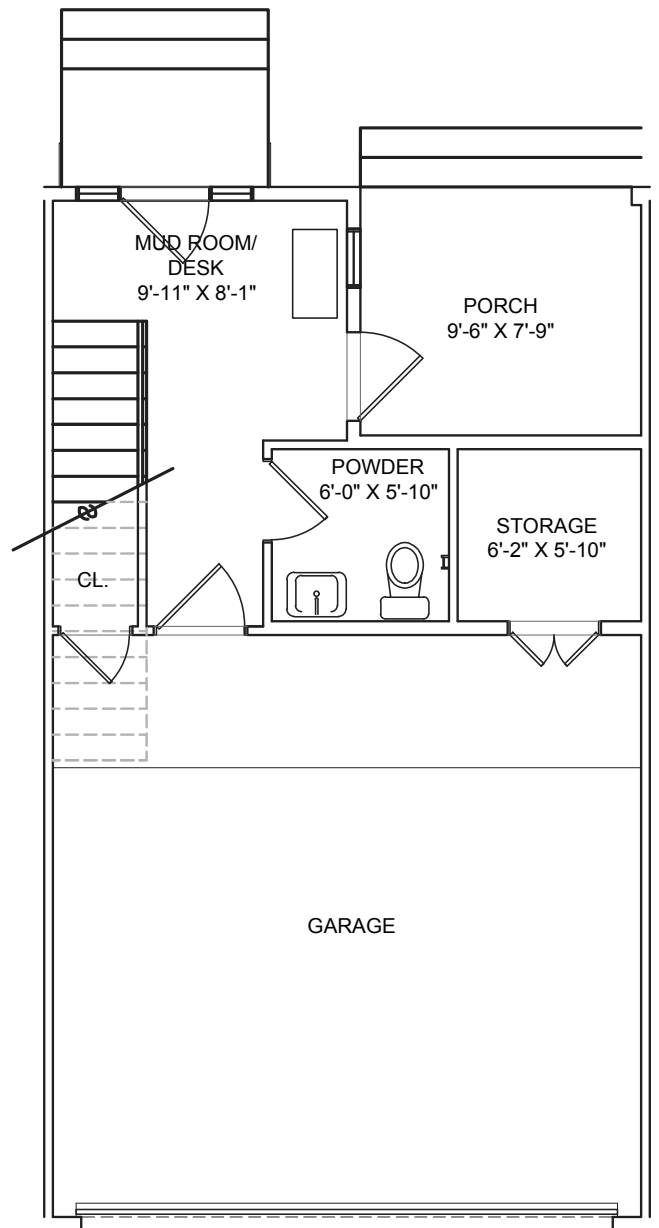 MUD ROOM/
DESK
9'-11" X 8'-1"
PORCH
9'-6" X 7'-9"
POWDER
6'-0" X 5'-10"
STORAGE
6'-2" X 5'-10"
CL.
GARAGE